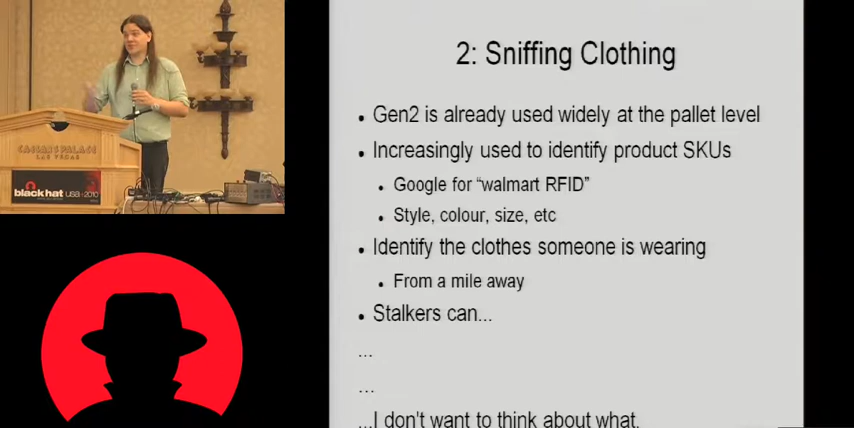 2: Sniffing Clothing
• Gen2 is already used widely at the pallet level
• Increasingly used to identify product SKUs
• Google for “walmart RFID”
• Style, colour, size, etc
• Identify the clothes someone is wearing
• From a mile away
• Stalkers can...
...
...
...I don't want to think about what.
CAESARS PALACE
LAS VEGAS
black hat usa + 2010